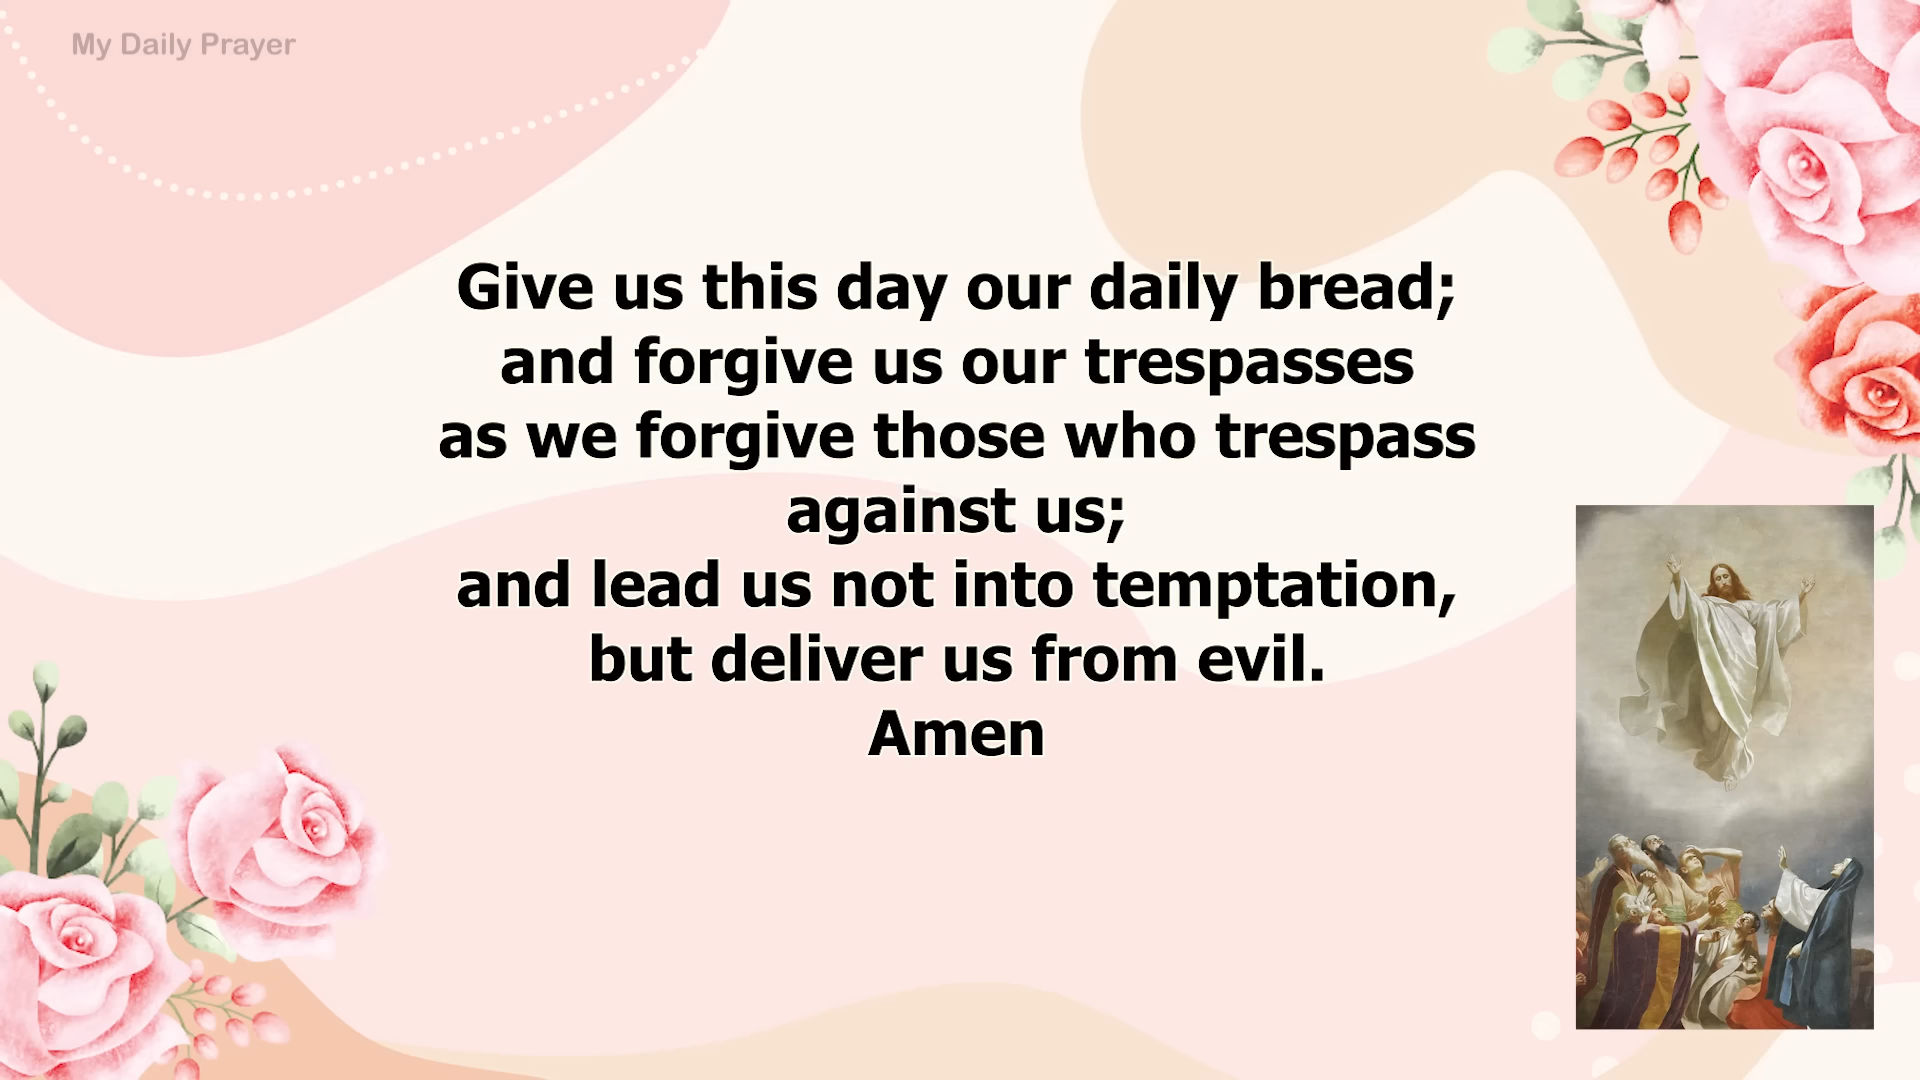 My Daily Prayer
Give us this day our daily bread;
and forgive us our trespasses
as we forgive those who trespass
against us;
and lead us not into temptation,
but deliver us from evil.
Amen